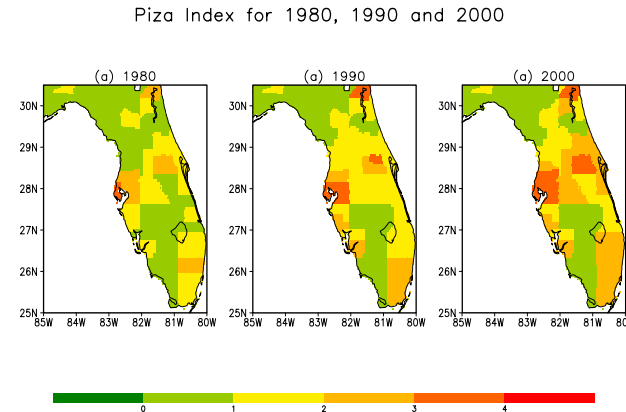 Piza Index for 1980, 1990 and 2000
(a) 1980
(a) 1990
(a) 2000
30N
29N
28N
27N
26N
25N
85W 84W 83W 82W 81W 80W
30N
29N
28N
27N
26N
25N
85W 84W 83W 82W 81W 80W
30N
29N
28N
27N
26N
25N
85W 84W 83W 82W 81W 80W
0 1 2 3 4